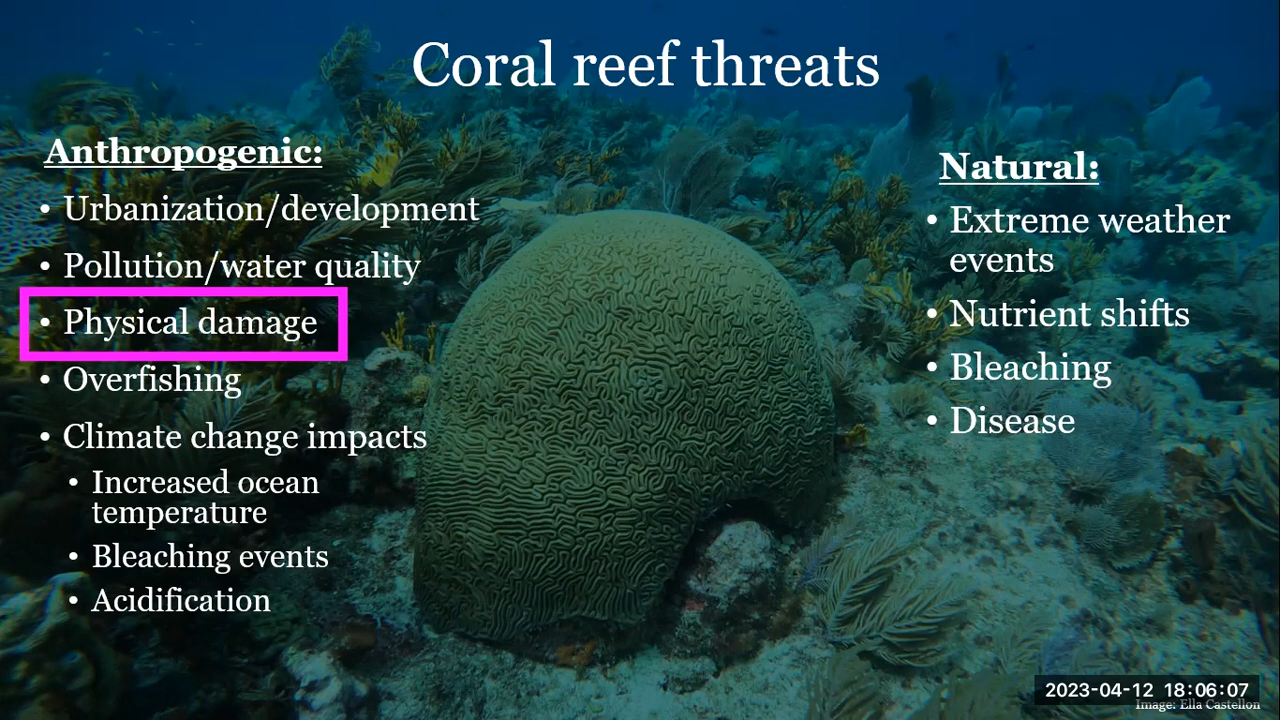 Coral reef threats
Anthropogenic:
• Urbanization/development
• Pollution/water quality
• Physical damage
• Overfishing
• Climate change impacts
• Increased ocean
temperature
• Bleaching events
• Acidification
Natural:
• Extreme weather
events
• Nutrient shifts
• Bleaching
• Disease
2023-04-12 18:06:07
Image: Ella Castellon